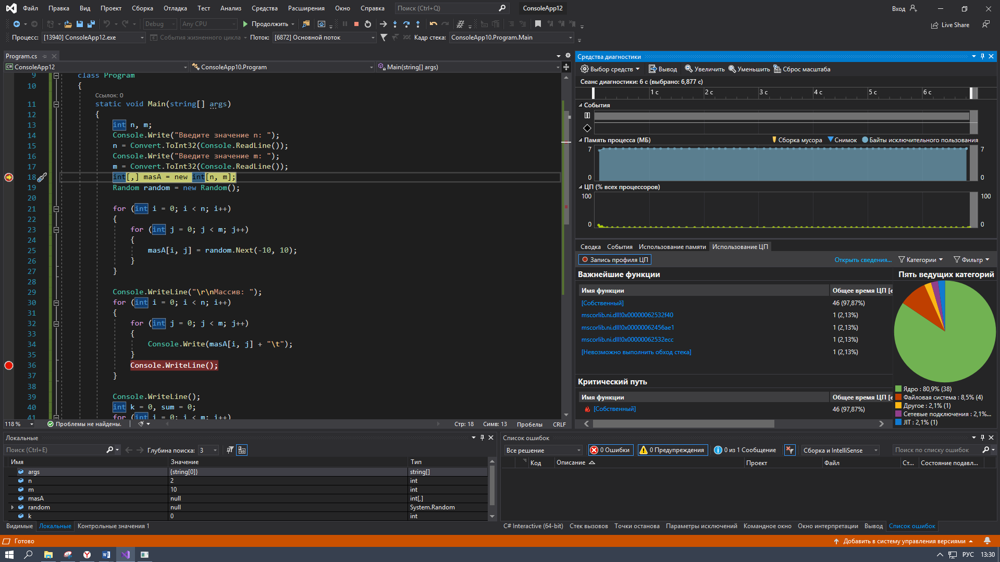 Файл Правка Вид Проект Сборка Отладка Тест Анализ Средства Расширения Окно Справка Поиск (Ctrl+Q) ConsoleApp12 Вход
Debug Any CPU Продолжить Live Share
Процесс: [13940] ConsoleApp12.exe События жизненного цикла Поток: [6872] Основной поток Кадр стека: ConsoleApp10.Program.Main
Program.cs
ConsoleApp12 ConsoleApp10.Program Main(string[] args)
9 class Program
10 {
Ссылок: 0
11 static void Main(string[] args)
12 {
13 int n, m;
14 Console.Write("Введите значение n: ");
15 n = Convert.ToInt32(Console.ReadLine());
16 Console.Write("Введите значение m: ");
17 m = Convert.ToInt32(Console.ReadLine());
18 int[,] masA = new int[n, m];
19 Random random = new Random();
20
21 for (int i = 0; i < n; i++)
22 {
23 for (int j = 0; j < m; j++)
24 {
25 masA[i, j] = random.Next(-10, 10);
26 }
27 }
28
29 Console.WriteLine("\r\nМассив: ");
30 for (int i = 0; i < n; i++)
31 {
32 for (int j = 0; j < m; j++)
33 {
34 Console.Write(masA[i, j] + "\t");
35 }
36 Console.WriteLine();
37 }
38
39 Console.WriteLine();
40 int k = 0, sum = 0;
41 for (int i = 0; i < m; i++)
118 % Проблемы не найдены. Стр: 18 Симв: 13 Пробелы CRLF
Средства диагностики
Выбор средств Вывод Увеличить Уменьшить Сброс масштаба
Сеанс диагностики: 6 с (выбрано: 6,877 с)
1 с 2 с 3 с 4 с 5 с 6 с
События
Память процесса (МБ) Сборка мусора Снимок Байты исключительного пользования
7 7
0 0
ЦП (% всех процессоров)
100 100
0 0
Сводка События Использование памяти Использование ЦП
Запись профиля ЦП Открыть сведения... Категории Фильтр
Важнейшие функции
Имя функции Общее время ЦП [е
[Собственный] 46 (97,87%)
mscorlib.ni.dll!0x00000062532f40 1 (2,13%)
mscorlib.ni.dll!0x00000062456ae1 1 (2,13%)
mscorlib.ni.dll!0x00000062532ecc 1 (2,13%)
[Невозможно выполнить обход стека] 1 (2,13%)
Критический путь
Имя функции Общее время ЦП [е
[Собственный] 46 (97,87%)
Пять ведущих категорий
Ядро : 80,9% (38)
Файловая система : 8,5% (4)
Другое : 2,1% (1)
Сетевые подключения : 2,1%...
JIT : 2,1% (1)
Локальные
Поиск (Ctrl+E) Глубина поиска: 3
Имя Значение Тип
args {string[0]} string[]
n 2 int
m 10 int
masA null int[,]
random null System.Random
k 0 int
Видимые Локальные Контрольные значения 1
Список ошибок
Все решение 0 Ошибки 0 Предупреждения 0 из 1 Сообщение Сборка и IntelliSense Поиск по списку ошибок
Код Описание Проект Файл Ст... Состояние подавл...
C# Interactive (64-bit) Стек вызовов Точки останова Параметры исключений Командное окно Окно интерпретации Вывод Список ошибок
Готово Добавить в систему управления версиями
РУС 13:30